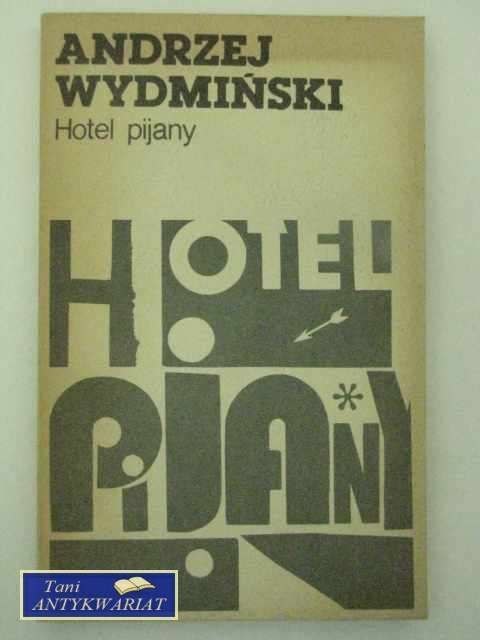 ANDRZEJ
WYDMIŃSKI
Hotel pijany
HOTEL
PIJANY
Tani
ANTYKWARIAT